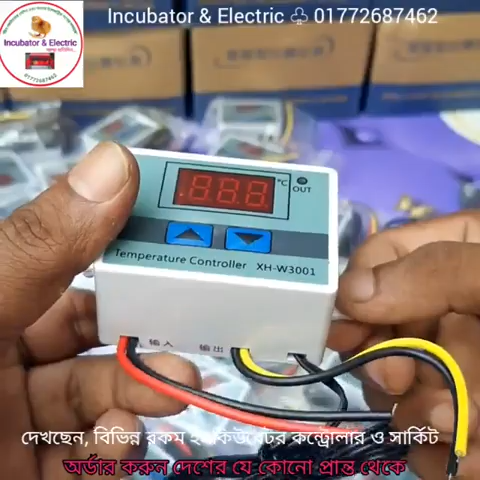 Incubator & Electric ♧ 01772687462
Incubator & Electric
01772687462
.888
°C
OUT
Temperature Controller XH-W3001
输入 输出
দেখছেন, বিভিন্ন রকম ইনকিউবেটর কন্ট্রোলার ও সার্কিট
অর্ডার করুন দেশের যে কোনো প্রান্ত থেকে